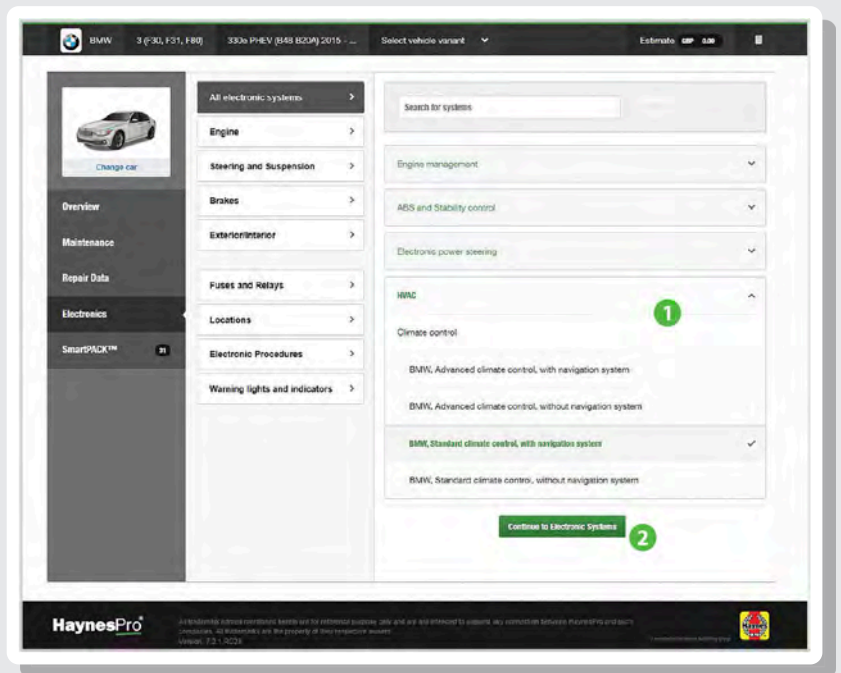 BMW 3 (F30, F31, F80) 330e PHEV (B48 B20A) 2015 - ... Select vehicle variant Estimate GBP 0.00
All electronic systems
Search for systems
Engine
Change car
Engine management
Steering and Suspension
Overview
Brakes
ABS and Stability control
Maintenance
Exterior/Interior
Electronic power steering
Repair Data
Fuses and Relays
HVAC
1
Electronics
Locations
Climate control
SmartPACK™ 31
Electronic Procedures
BMW, Advanced climate control, with navigation system
Warning lights and indicators
BMW, Advanced climate control, without navigation system
BMW, Standard climate control, with navigation system
BMW, Standard climate control, without navigation system
Continue to Electronic Systems
2
HaynesPro
Haynes